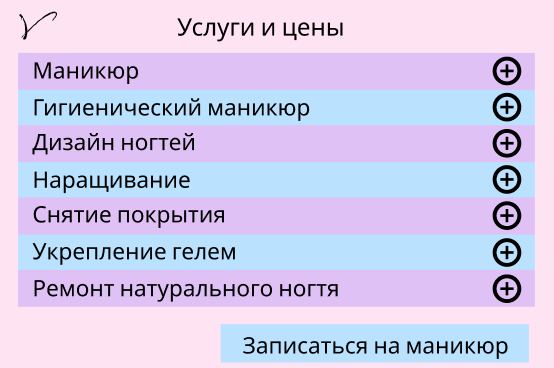 Услуги и цены
Маникюр
Гигиенический маникюр
Дизайн ногтей
Наращивание
Снятие покрытия
Укрепление гелем
Ремонт натурального ногтя
Записаться на маникюр